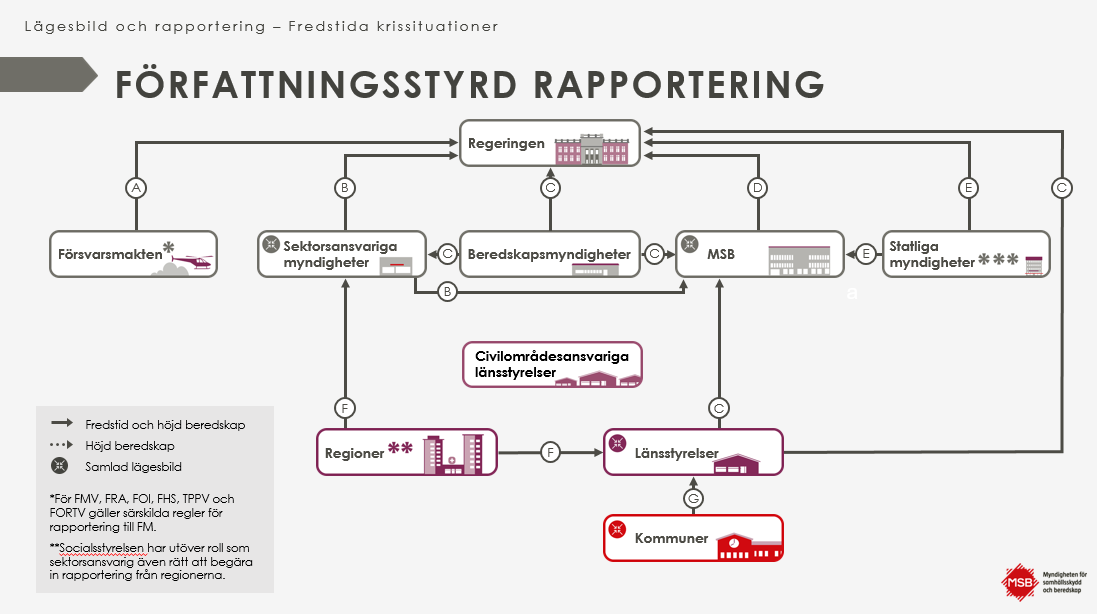 Lägesbild och rapportering – Fredstida krissituationer
FÖRFATTNINGSSTYRD RAPPORTERING
Regeringen
A
B
C
D
E
C
Försvarsmakten*
Sektorsansvariga
myndigheter
C
Beredskapsmyndigheter
C
MSB
E
Statliga
myndigheter ***
B
a
Civilområdesansvariga
länsstyrelser
F
C
Regioner **
F
Länsstyrelser
G
Kommuner
Fredstid och höjd beredskap
Höjd beredskap
Samlad lägesbild
*För FMV, FRA, FOI, FHS, TPPV och
FORTV gäller särskilda regler för
rapportering till FM.
**Socialsstyrelsen har utöver roll som
sektorsansvarig även rätt att begära
in rapportering från regionerna.
MSB
Myndigheten för
samhällsskydd
och beredskap